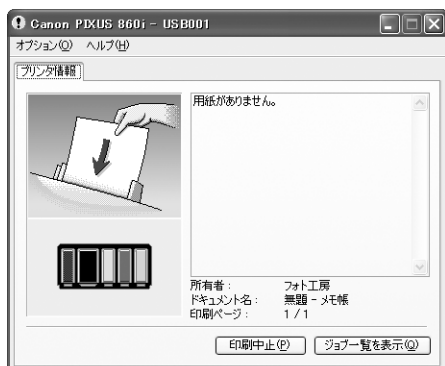 Canon PIXUS 860i - USB001
オプション(O) ヘルプ(H)
プリンタ情報
用紙がありません。
所有者 : フォト工房
ドキュメント名 : 無題 - メモ帳
印刷ページ : 1 / 1
印刷中止(P) ジョブ一覧を表示(Q)